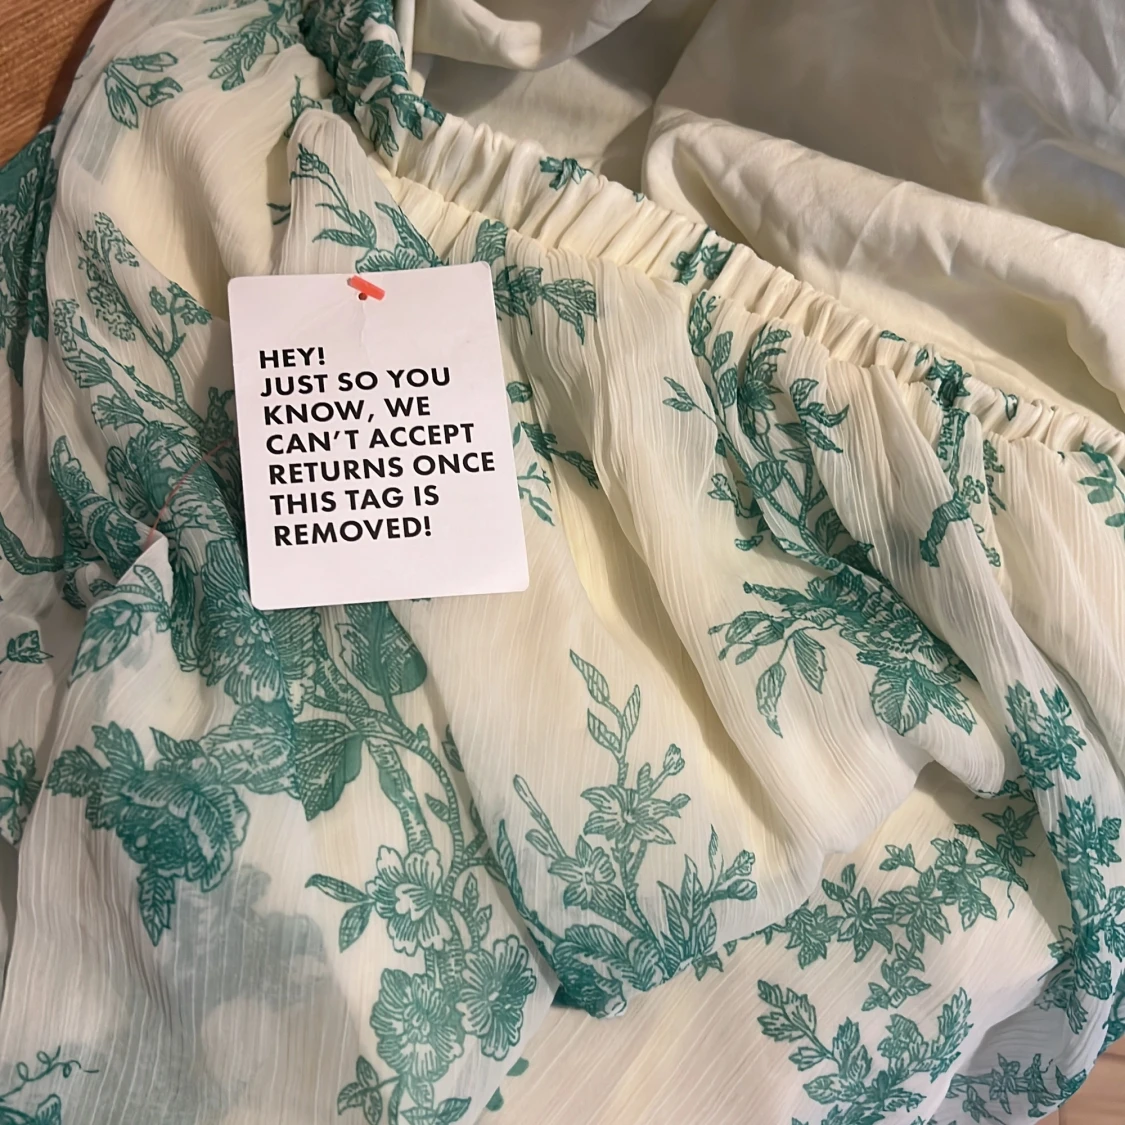 HEY!
JUST SO YOU
KNOW, WE
CAN'T ACCEPT
RETURNS ONCE
THIS TAG IS
REMOVED!